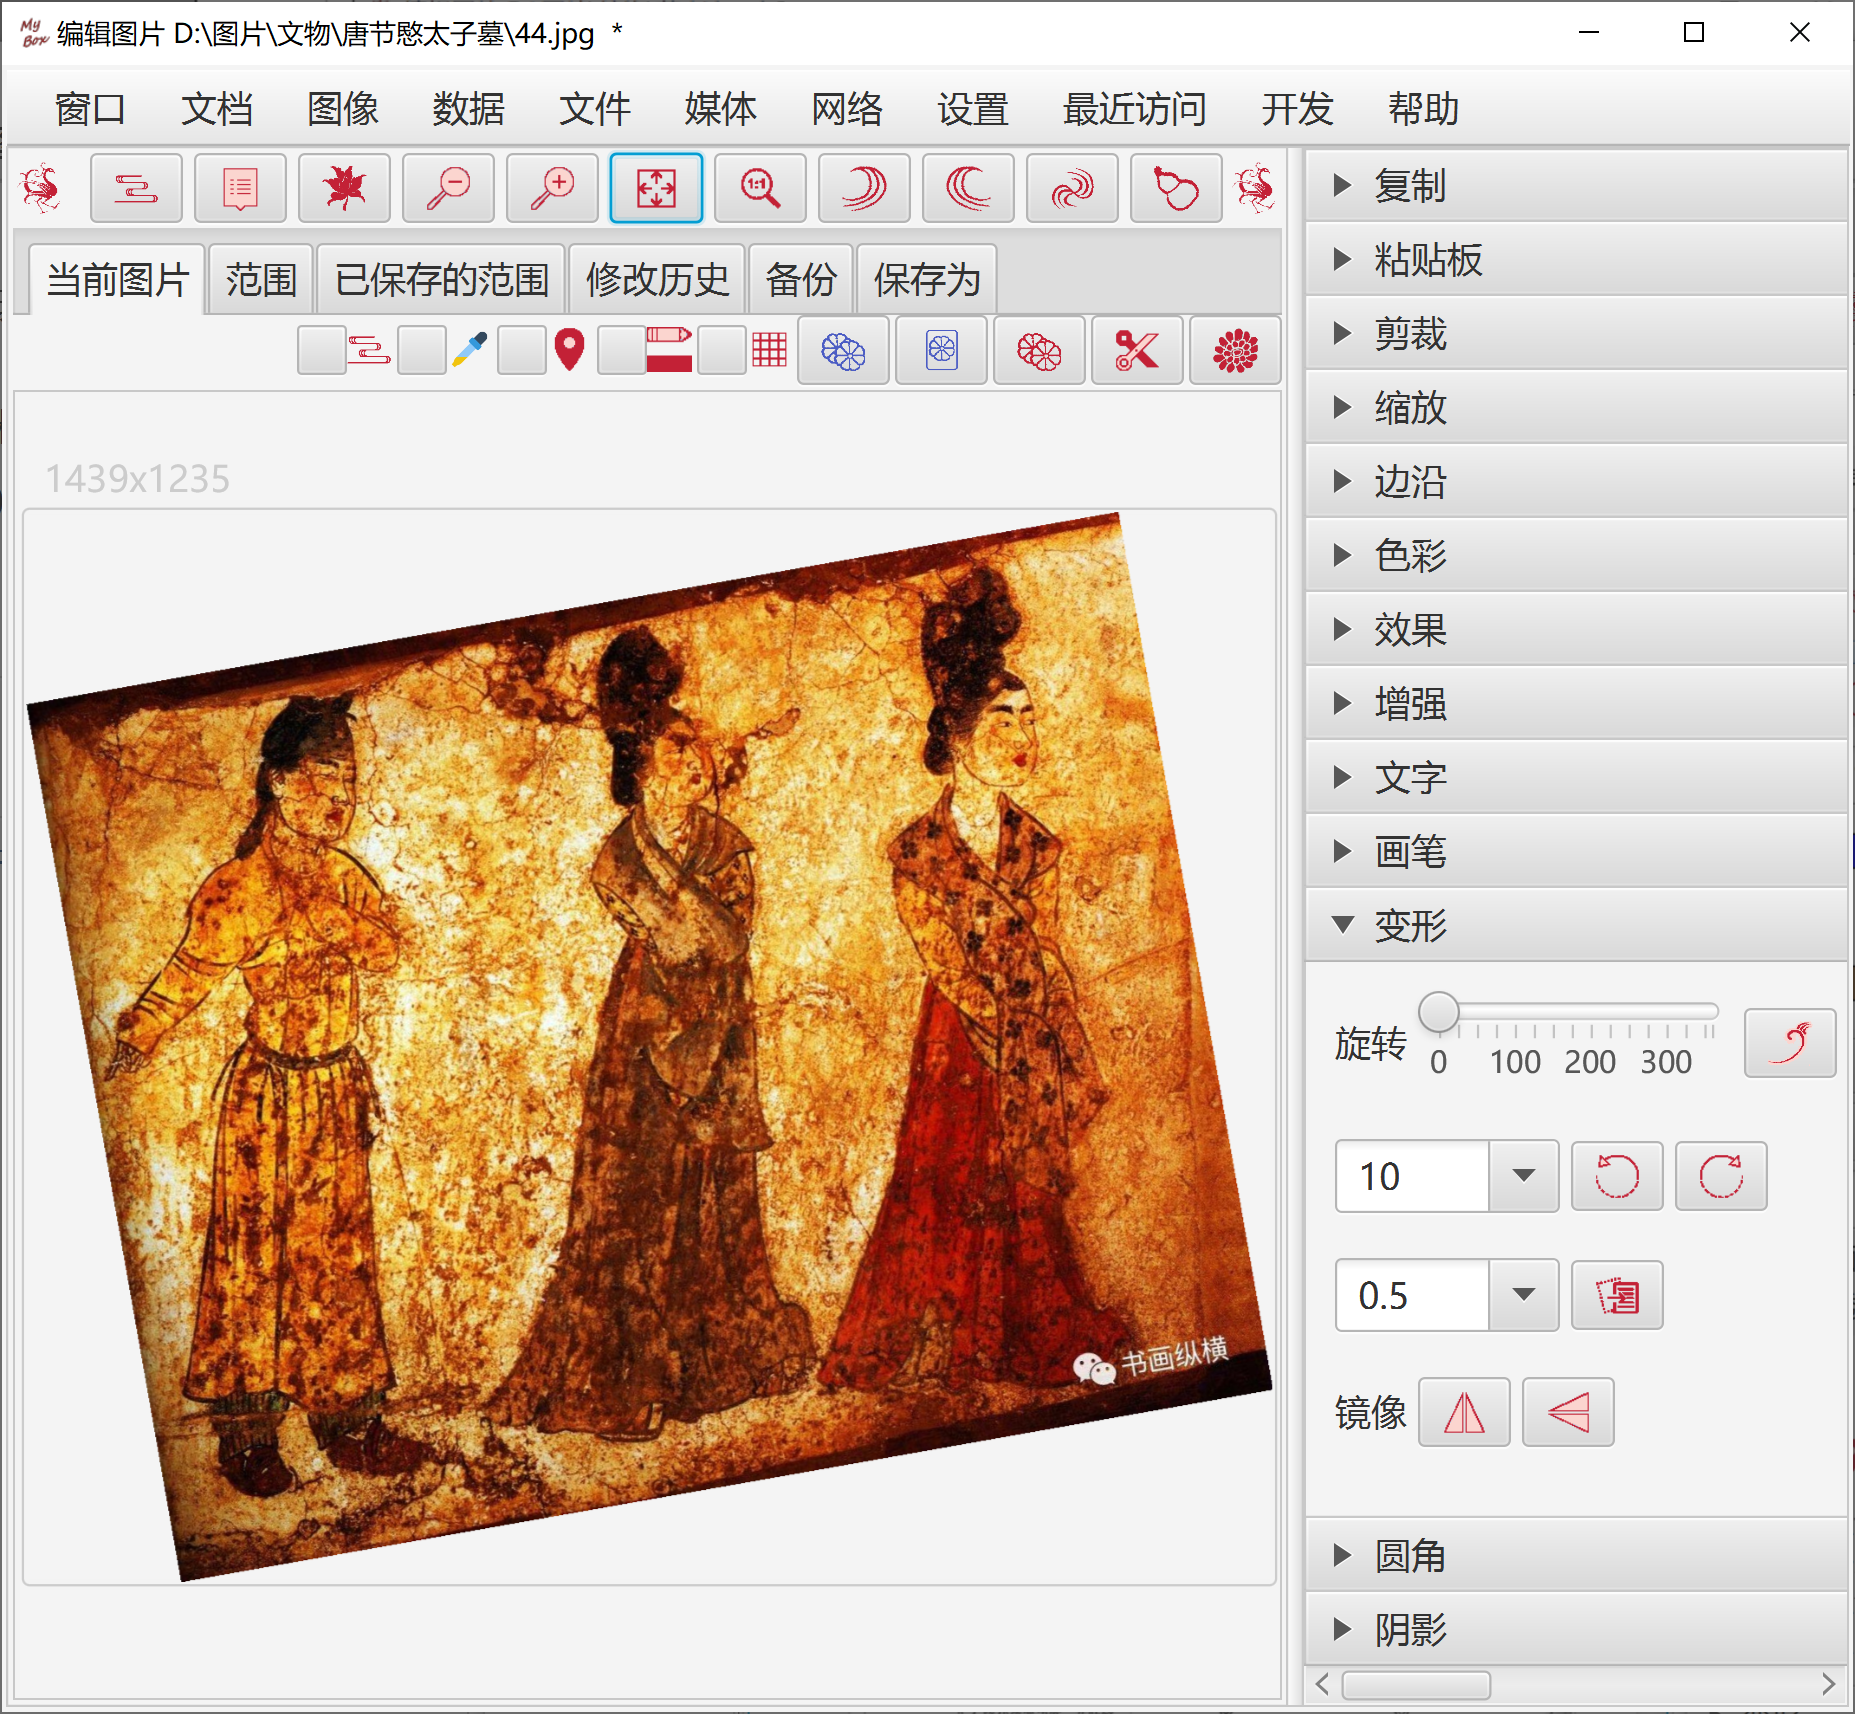 My Box 编辑图片 D:\图片\文物\唐节愍太子墓\44.jpg *
窗口 文档 图像 数据 文件 媒体 网络 设置 最近访问 开发 帮助
1:1
当前图片 范围 已保存的范围 修改历史 备份 保存为
1439x1235
书画纵横
复制
粘贴板
剪裁
缩放
边沿
色彩
效果
增强
文字
画笔
变形
旋转
0 100 200 300
10
0.5
镜像
圆角
阴影